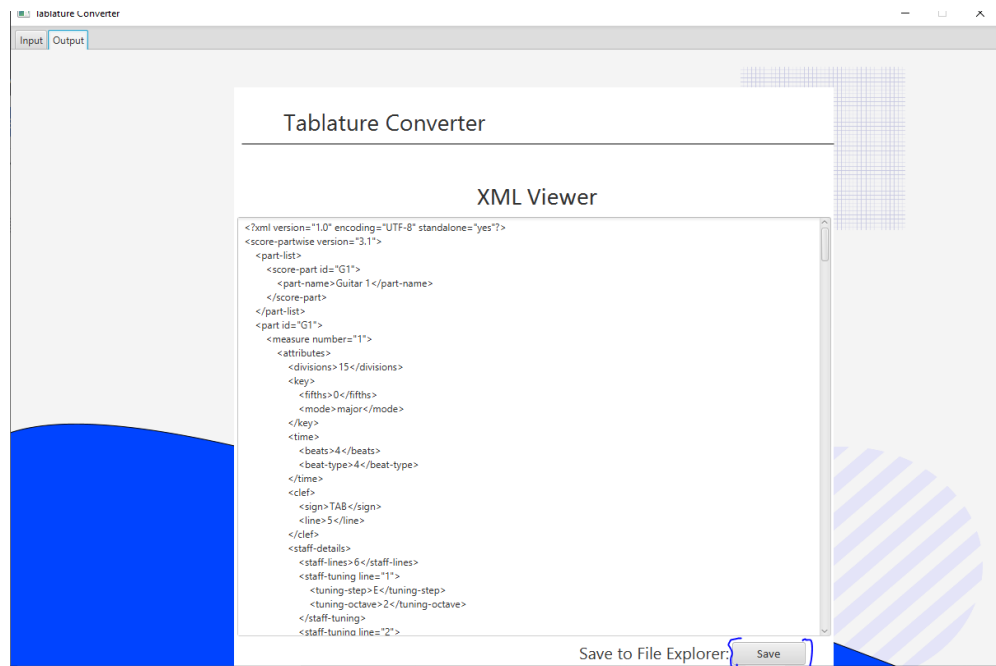 Tablature Converter
Input Output
Tablature Converter
XML Viewer
<?xml version="1.0" encoding="UTF-8" standalone="yes"?>
<score-partwise version="3.1">
<part-list>
<score-part id="G1">
<part-name>Guitar 1</part-name>
</score-part>
</part-list>
<part id="G1">
<measure number="1">
<attributes>
<divisions>15</divisions>
<key>
<fifths>0</fifths>
<mode>major</mode>
</key>
<time>
<beats>4</beats>
<beat-type>4</beat-type>
</time>
<clef>
<sign>TAB</sign>
<line>5</line>
</clef>
<staff-details>
<staff-lines>6</staff-lines>
<staff-tuning line="1">
<tuning-step>E</tuning-step>
<tuning-octave>2</tuning-octave>
</staff-tuning>
<staff-tuning line="2">
Save to File Explorer: Save